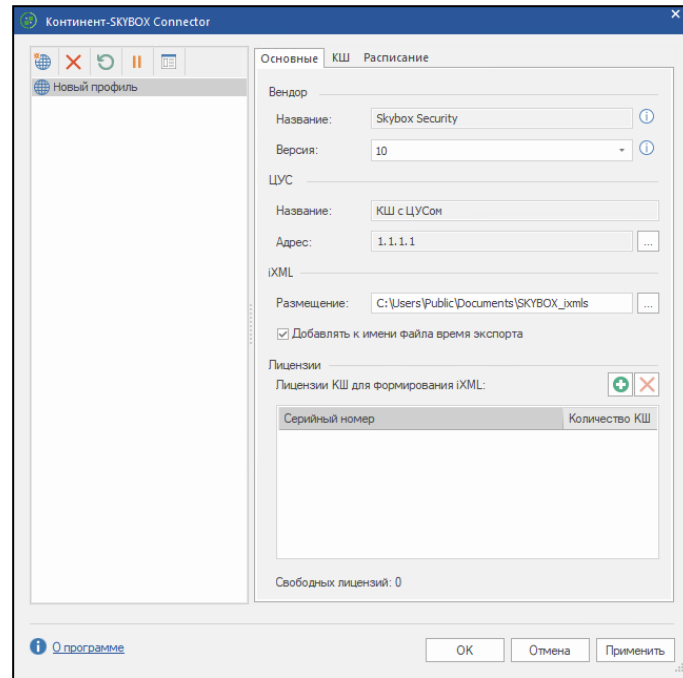 Континент-SKYBOX Connector
Новый профиль
Основные КШ Расписание
Вендор
Название: Skybox Security
Версия: 10
ЦУС
Название: КШ с ЦУСом
Адрес: 1.1.1.1 ...
iXML
Размещение: C:\Users\Public\Documents\SKYBOX_ixmls ...
Добавлять к имени файла время экспорта
Лицензии
Лицензии КШ для формирования iXML:
Серийный номер Количество КШ
Свободных лицензий: 0
О программе
ОК Отмена Применить